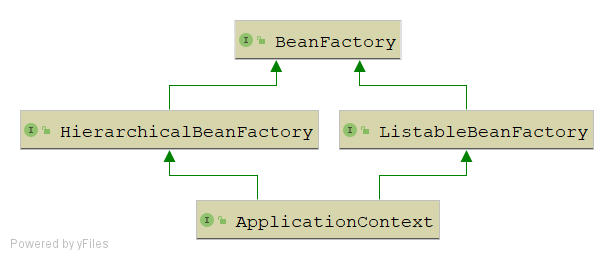 BeanFactory
HierarchicalBeanFactory
ListableBeanFactory
ApplicationContext
Powered by yFiles